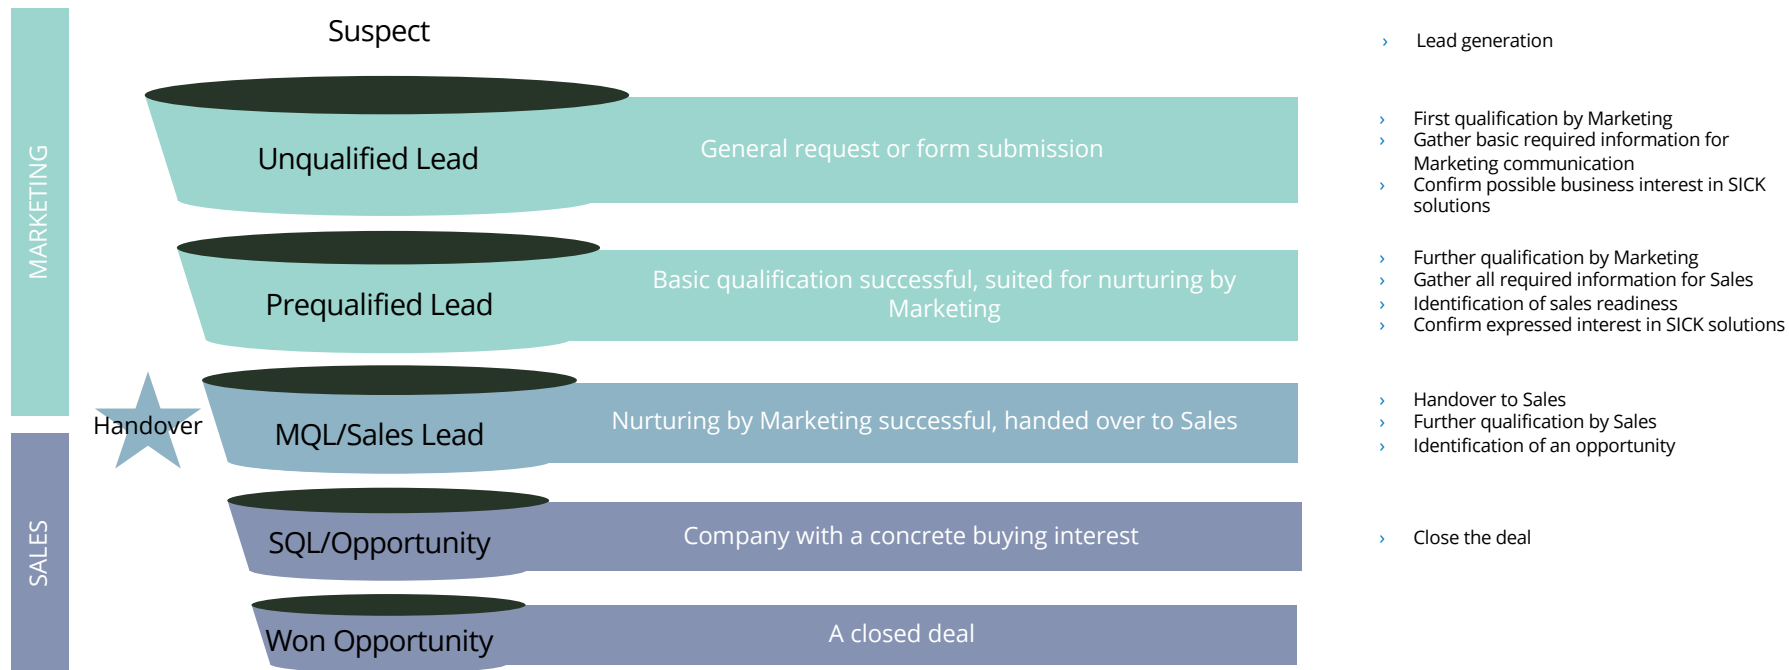 Suspect
› Lead generation
MARKETING
Unqualified Lead
General request or form submission
› First qualification by Marketing
› Gather basic required information for
Marketing communication
› Confirm possible business interest in SICK
solutions
Prequalified Lead
Basic qualification successful, suited for nurturing by
Marketing
› Further qualification by Marketing
› Gather all required information for Sales
› Identification of sales readiness
› Confirm expressed interest in SICK solutions
Handover
MQL/Sales Lead
Nurturing by Marketing successful, handed over to Sales
› Handover to Sales
› Further qualification by Sales
› Identification of an opportunity
SALES
SQL/Opportunity
Company with a concrete buying interest
› Close the deal
Won Opportunity
A closed deal